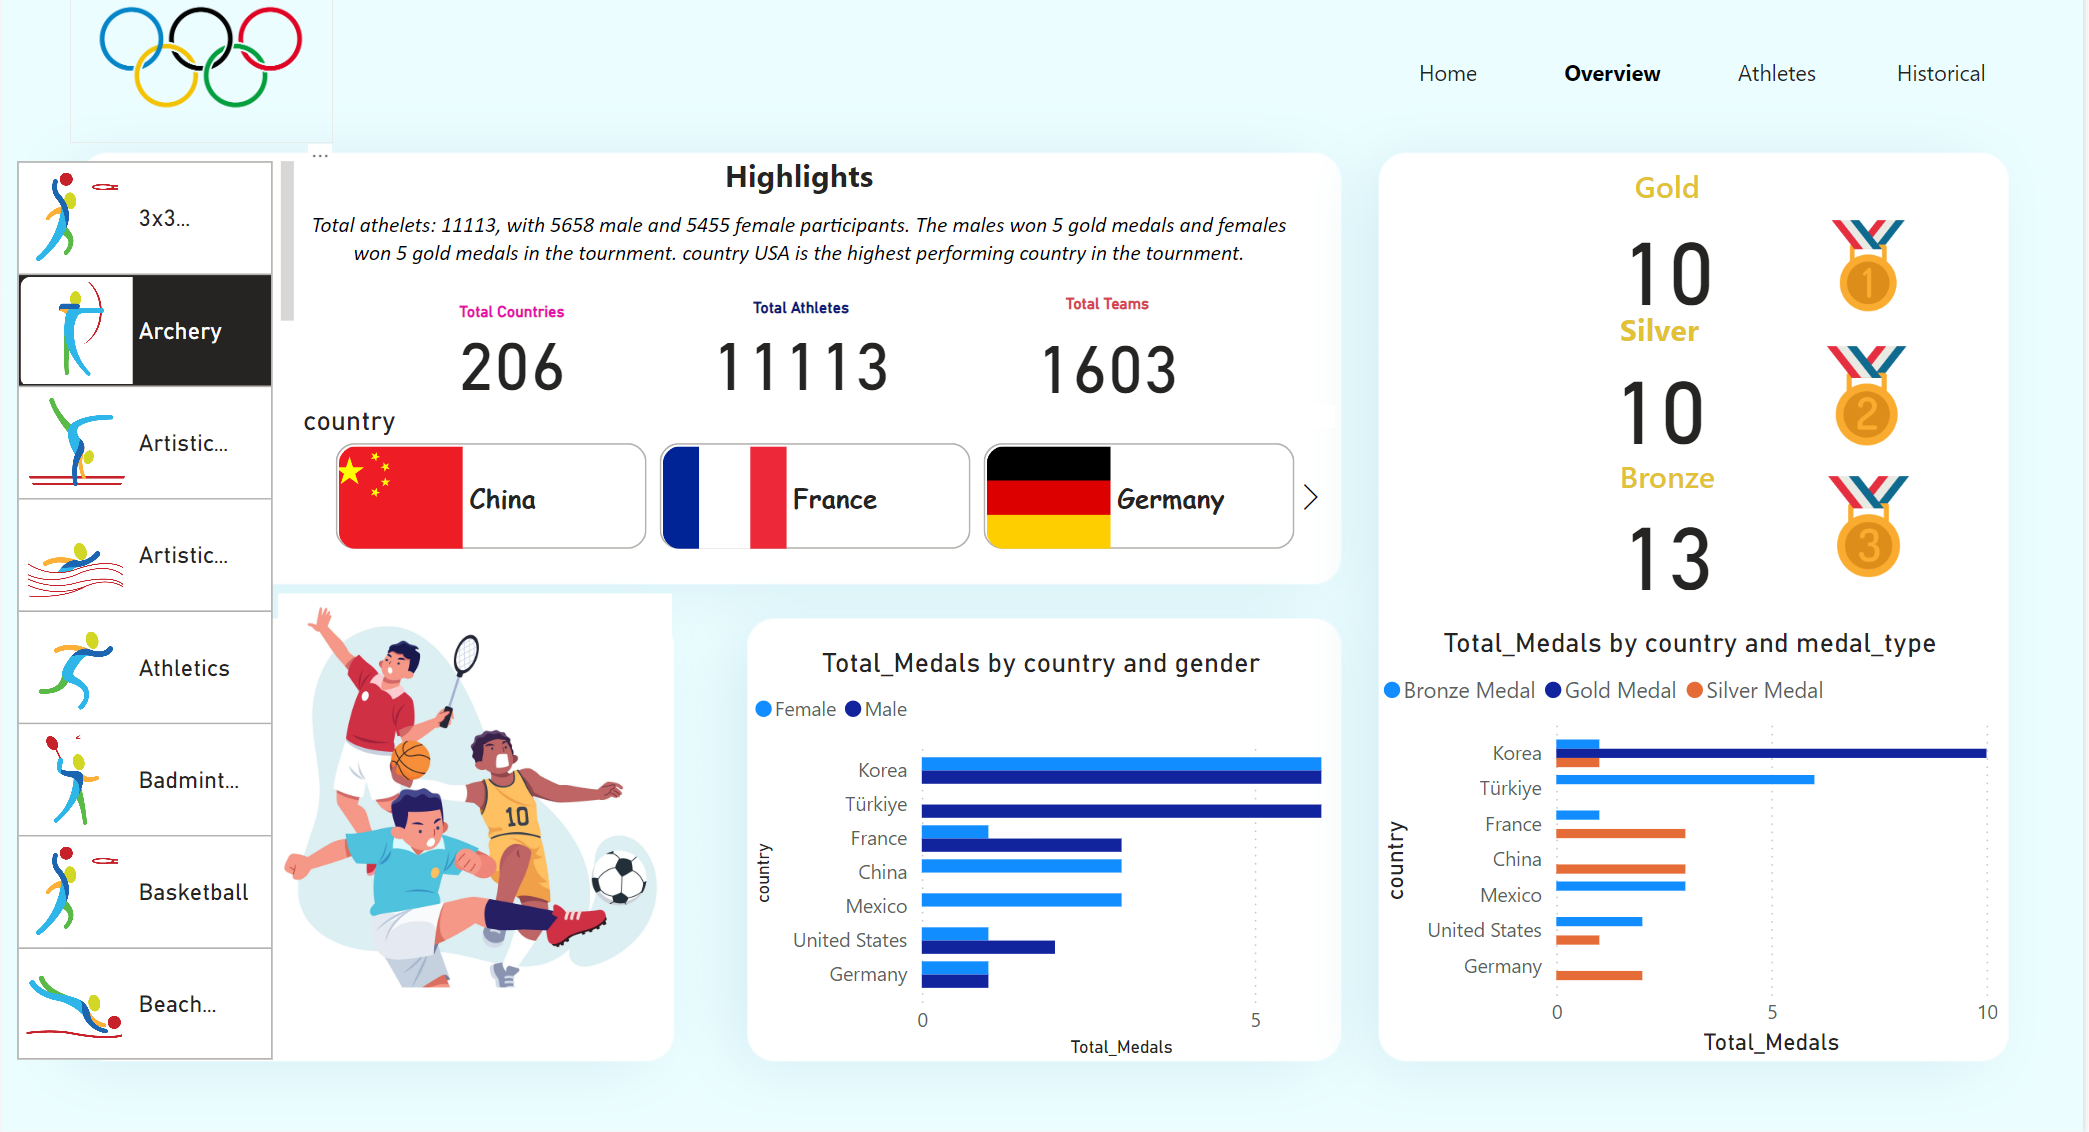 Home Overview Athletes Historical
...
3x3...
Archery
Artistic...
Artistic...
Athletics
Badmint...
Basketball
Beach...
Highlights
Total athelets: 11113, with 5658 male and 5455 female participants. The males won 5 gold medals and females
won 5 gold medals in the tournment. country USA is the highest performing country in the tournment.
Total Countries
206
Total Athletes
11113
Total Teams
1603
country
China
France
Germany
10
Total_Medals by country and gender
Female Male
country
Korea
Türkiye
France
China
Mexico
United States
Germany
0 5
Total_Medals
Gold
10
1
Silver
10
2
Bronze
13
3
Total_Medals by country and medal_type
Bronze Medal Gold Medal Silver Medal
country
Korea
Türkiye
France
China
Mexico
United States
Germany
0 5 10
Total_Medals